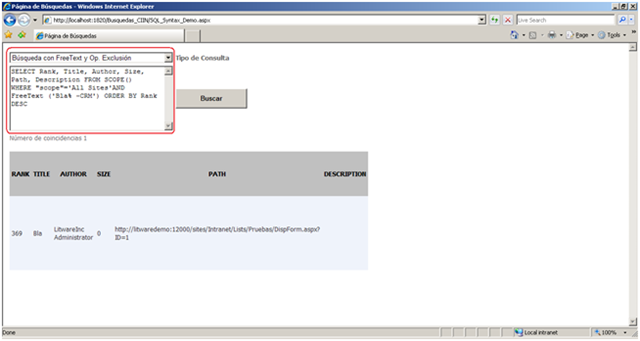 Página de Búsquedas - Windows Internet Explorer
http://localhost:1820/Busquedas_CIIN/SQL_Syntax_Demo.aspx
Live Search
Página de Búsquedas
Page
Tools
Búsqueda con FreeText y Op. Exclusión
Tipo de Consulta
SELECT Rank, Title, Author, Size,
Path, Description FROM SCOPE()
WHERE "scope"='All Sites'AND
FreeText ('Bla% -CRM') ORDER BY Rank
DESC
Buscar
Número de coincidencias 1
RANK TITLE AUTHOR SIZE PATH DESCRIPTION
369 Bla LitwareInc Administrator 0 http://litwaredemo:12000/sites/Intranet/Lists/Pruebas/DispForm.aspx?ID=1
Done
Local intranet
100%